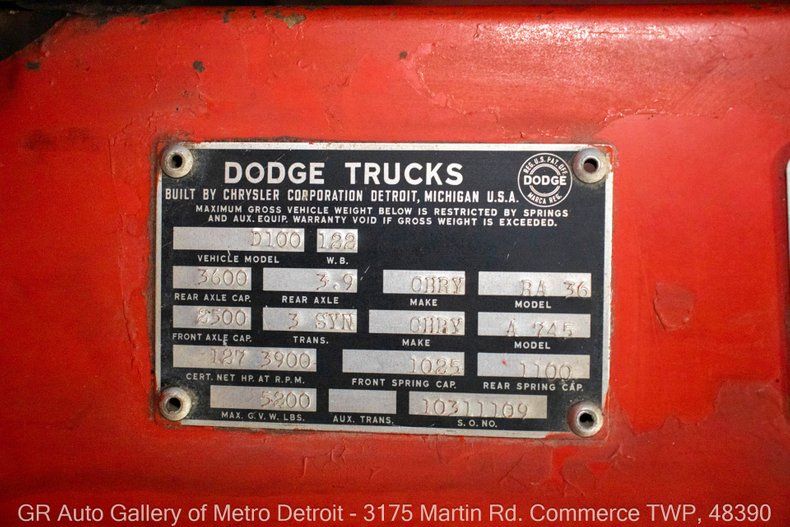 DODGE TRUCKS
REG. U.S. PAT. OFF.
DODGE
MARCA REG.
BUILT BY CHRYSLER CORPORATION DETROIT, MICHIGAN U.S.A.
MAXIMUM GROSS VEHICLE WEIGHT BELOW IS RESTRICTED BY SPRINGS
AND AUX. EQUIP. WARRANTY VOID IF GROSS WEIGHT IS EXCEEDED.
D100 122
VEHICLE MODEL W.B.
3600 3.9 CHRY RA 36
REAR AXLE CAP. REAR AXLE MAKE MODEL
2500 3 SYN CHRY A 745
FRONT AXLE CAP. TRANS. MAKE MODEL
127 3900 1025 1100
CERT. NET HP. AT R.P.M. FRONT SPRING CAP. REAR SPRING CAP.
5200 10311109
MAX. G.V.W. LBS. AUX. TRANS. S.O. NO.
GR Auto Gallery of Metro Detroit - 3175 Martin Rd. Commerce TWP, 48390